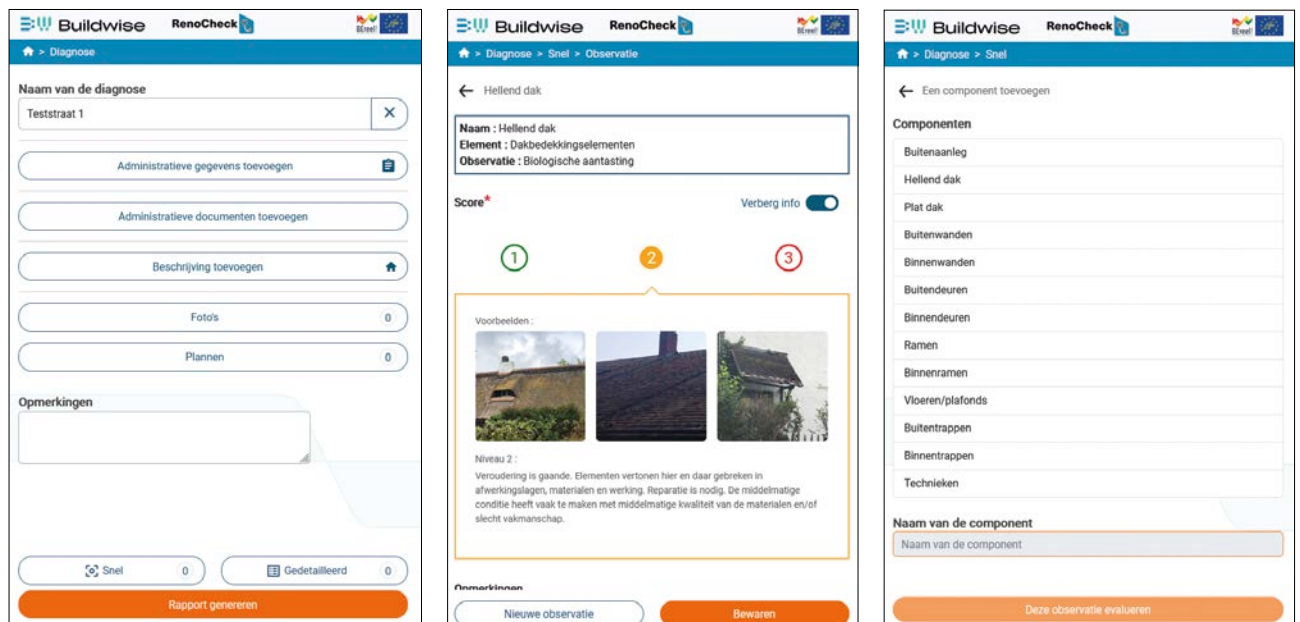 Buildwise RenoCheck BEreel!
> Diagnose
Naam van de diagnose
Teststraat 1
Administratieve gegevens toevoegen
Administratieve documenten toevoegen
Beschrijving toevoegen
Foto's 0
Plannen 0
Opmerkingen
Snel 0 Gedetailleerd 0
Rapport genereren
Buildwise RenoCheck BEreel!
> Diagnose > Snel > Observatie
← Hellend dak
Naam : Hellend dak
Element : Dakbedekkingselementen
Observatie : Biologische aantasting
Score* Verberg info
1 2 3
Voorbeelden :
Niveau 2 :
Veroudering is gaande. Elementen vertonen hier en daar gebreken in
afwerkingslagen, materialen en werking. Reparatie is nodig. De middelmatige
conditie heeft vaak te maken met middelmatige kwaliteit van de materialen en/of
slecht vakmanschap.
Opmerkingen
Nieuwe observatie Bewaren
Buildwise RenoCheck BEreel!
> Diagnose > Snel
← Een component toevoegen
Componenten
Buitenaanleg
Hellend dak
Plat dak
Buitenwanden
Binnenwanden
Buitendeuren
Binnendeuren
Ramen
Binnenramen
Vloeren/plafonds
Buitentrappen
Binnentrappen
Technieken
Naam van de component
Naam van de component
Deze observatie evalueren